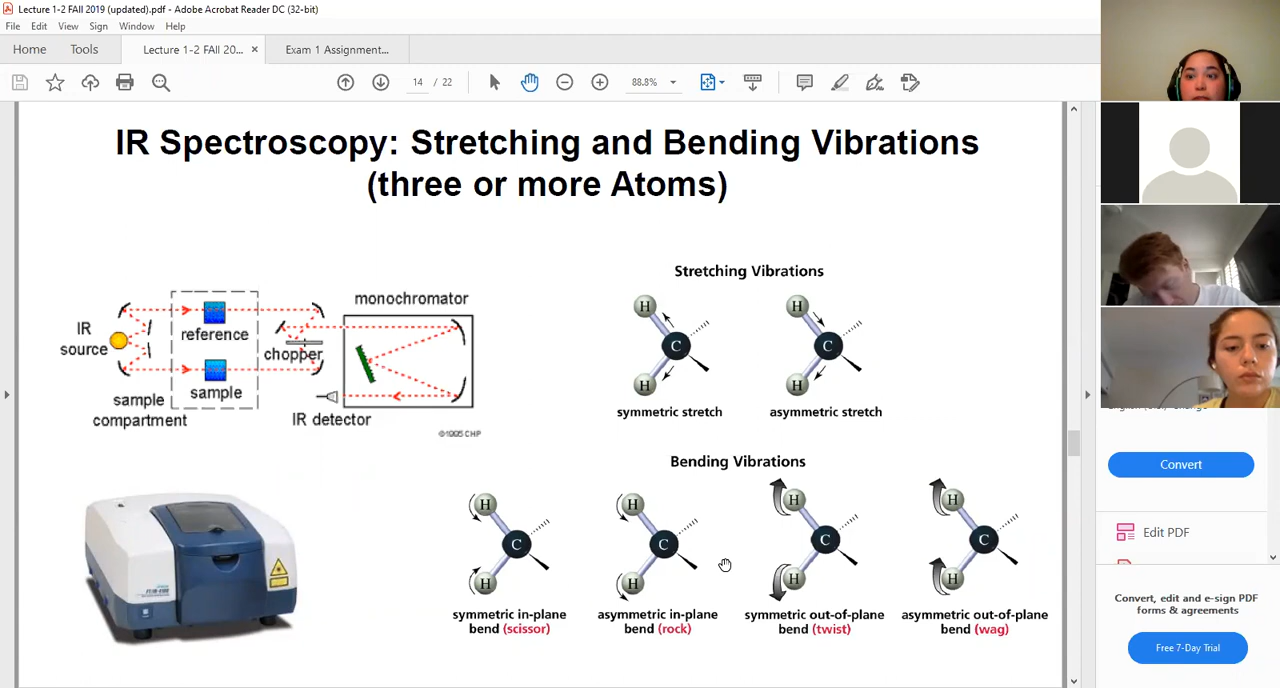 Lecture 1-2 FAll 2019 (updated).pdf - Adobe Acrobat Reader DC (32-bit)
File Edit View Sign Window Help
Home Tools Lecture 1-2 FAll 20... × Exam 1 Assignment...
14 / 22 88.8%
IR Spectroscopy: Stretching and Bending Vibrations
(three or more Atoms)
Stretching Vibrations
H H
C C
H H
symmetric stretch asymmetric stretch
IR
source
reference
sample
sample
compartment
chopper
monochromator
IR detector
©1995 CHP
Bending Vibrations
H H H H
C C C C
H H H H
symmetric in-plane
bend (scissor)
asymmetric in-plane
bend (rock)
symmetric out-of-plane
bend (twist)
asymmetric out-of-plane
bend (wag)
Convert
Edit PDF
Convert, edit and e-sign PDF
forms & agreements
Free 7-Day Trial